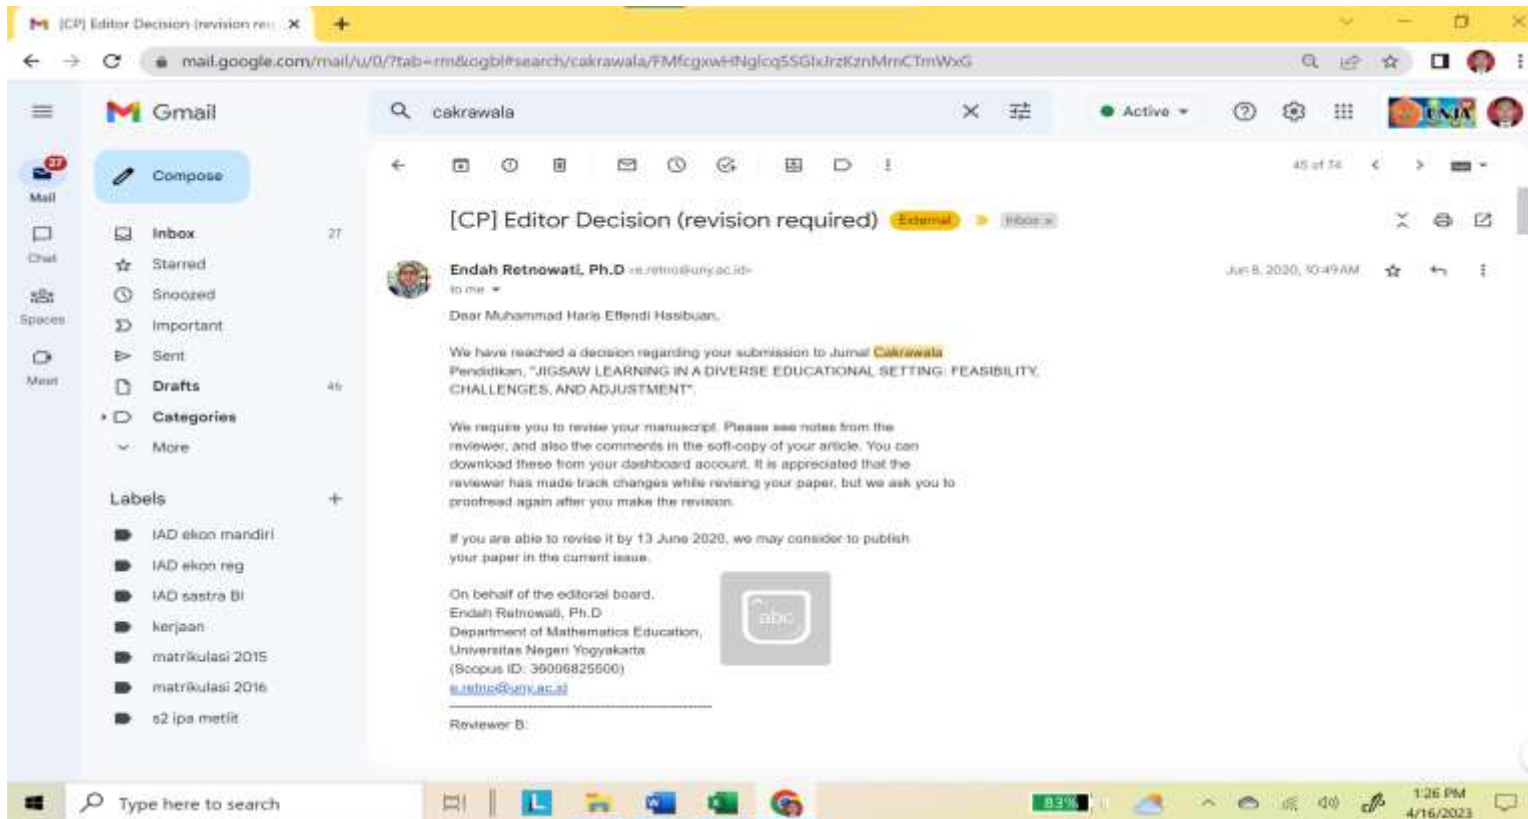 [CP] Editor Decision (revision req
mail.google.com/mail/u/0/?tab=rm&ogbl#search/cakrawala/
Gmail
cakrawala
Active
UNJA
27
Mail
Chat
Spaces
Meet
Compose
45 of 74
Inbox 27
Starred
Snoozed
Important
Sent
Drafts 46
Categories
More
Labels
IAD ekon mandiri
IAD ekon reg
IAD sastra BI
kerjaan
matrikulasi 2015
matrikulasi 2016
s2 ipa metlit
[CP] Editor Decision (revision required) External Inbox x
Endah Retnowati, Ph.D <e.retno@uny.ac.id> Jun 8, 2020, 10:49 AM
to me
Dear Muhammad Haris Effendi Hasibuan,
We have reached a decision regarding your submission to Jurnal Cakrawala
Pendidikan, "JIGSAW LEARNING IN A DIVERSE EDUCATIONAL SETTING: FEASIBILITY,
CHALLENGES, AND ADJUSTMENT".
We require you to revise your manuscript. Please see notes from the
reviewer, and also the comments in the soft-copy of your article. You can
download these from your dashboard account. It is appreciated that the
reviewer has made track changes while revising your paper, but we ask you to
proofread again after you make the revision.
If you are able to revise it by 13 June 2020, we may consider to publish
your paper in the current issue.
On behalf of the editorial board,
Endah Retnowati, Ph.D
Department of Mathematics Education,
Universitas Negeri Yogyakarta
(Scopus ID: 36006825500)
e.retno@uny.ac.id
Reviewer B:
abc
Type here to search
83%
1:26 PM
4/16/2023